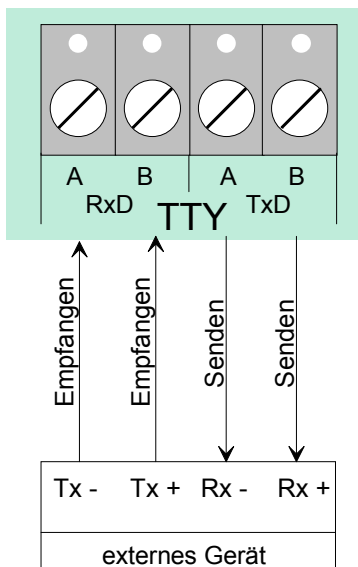 A B A B
RxD TTY TxD
Empfangen Empfangen Senden Senden
Tx - Tx + Rx - Rx +
externes Gerät